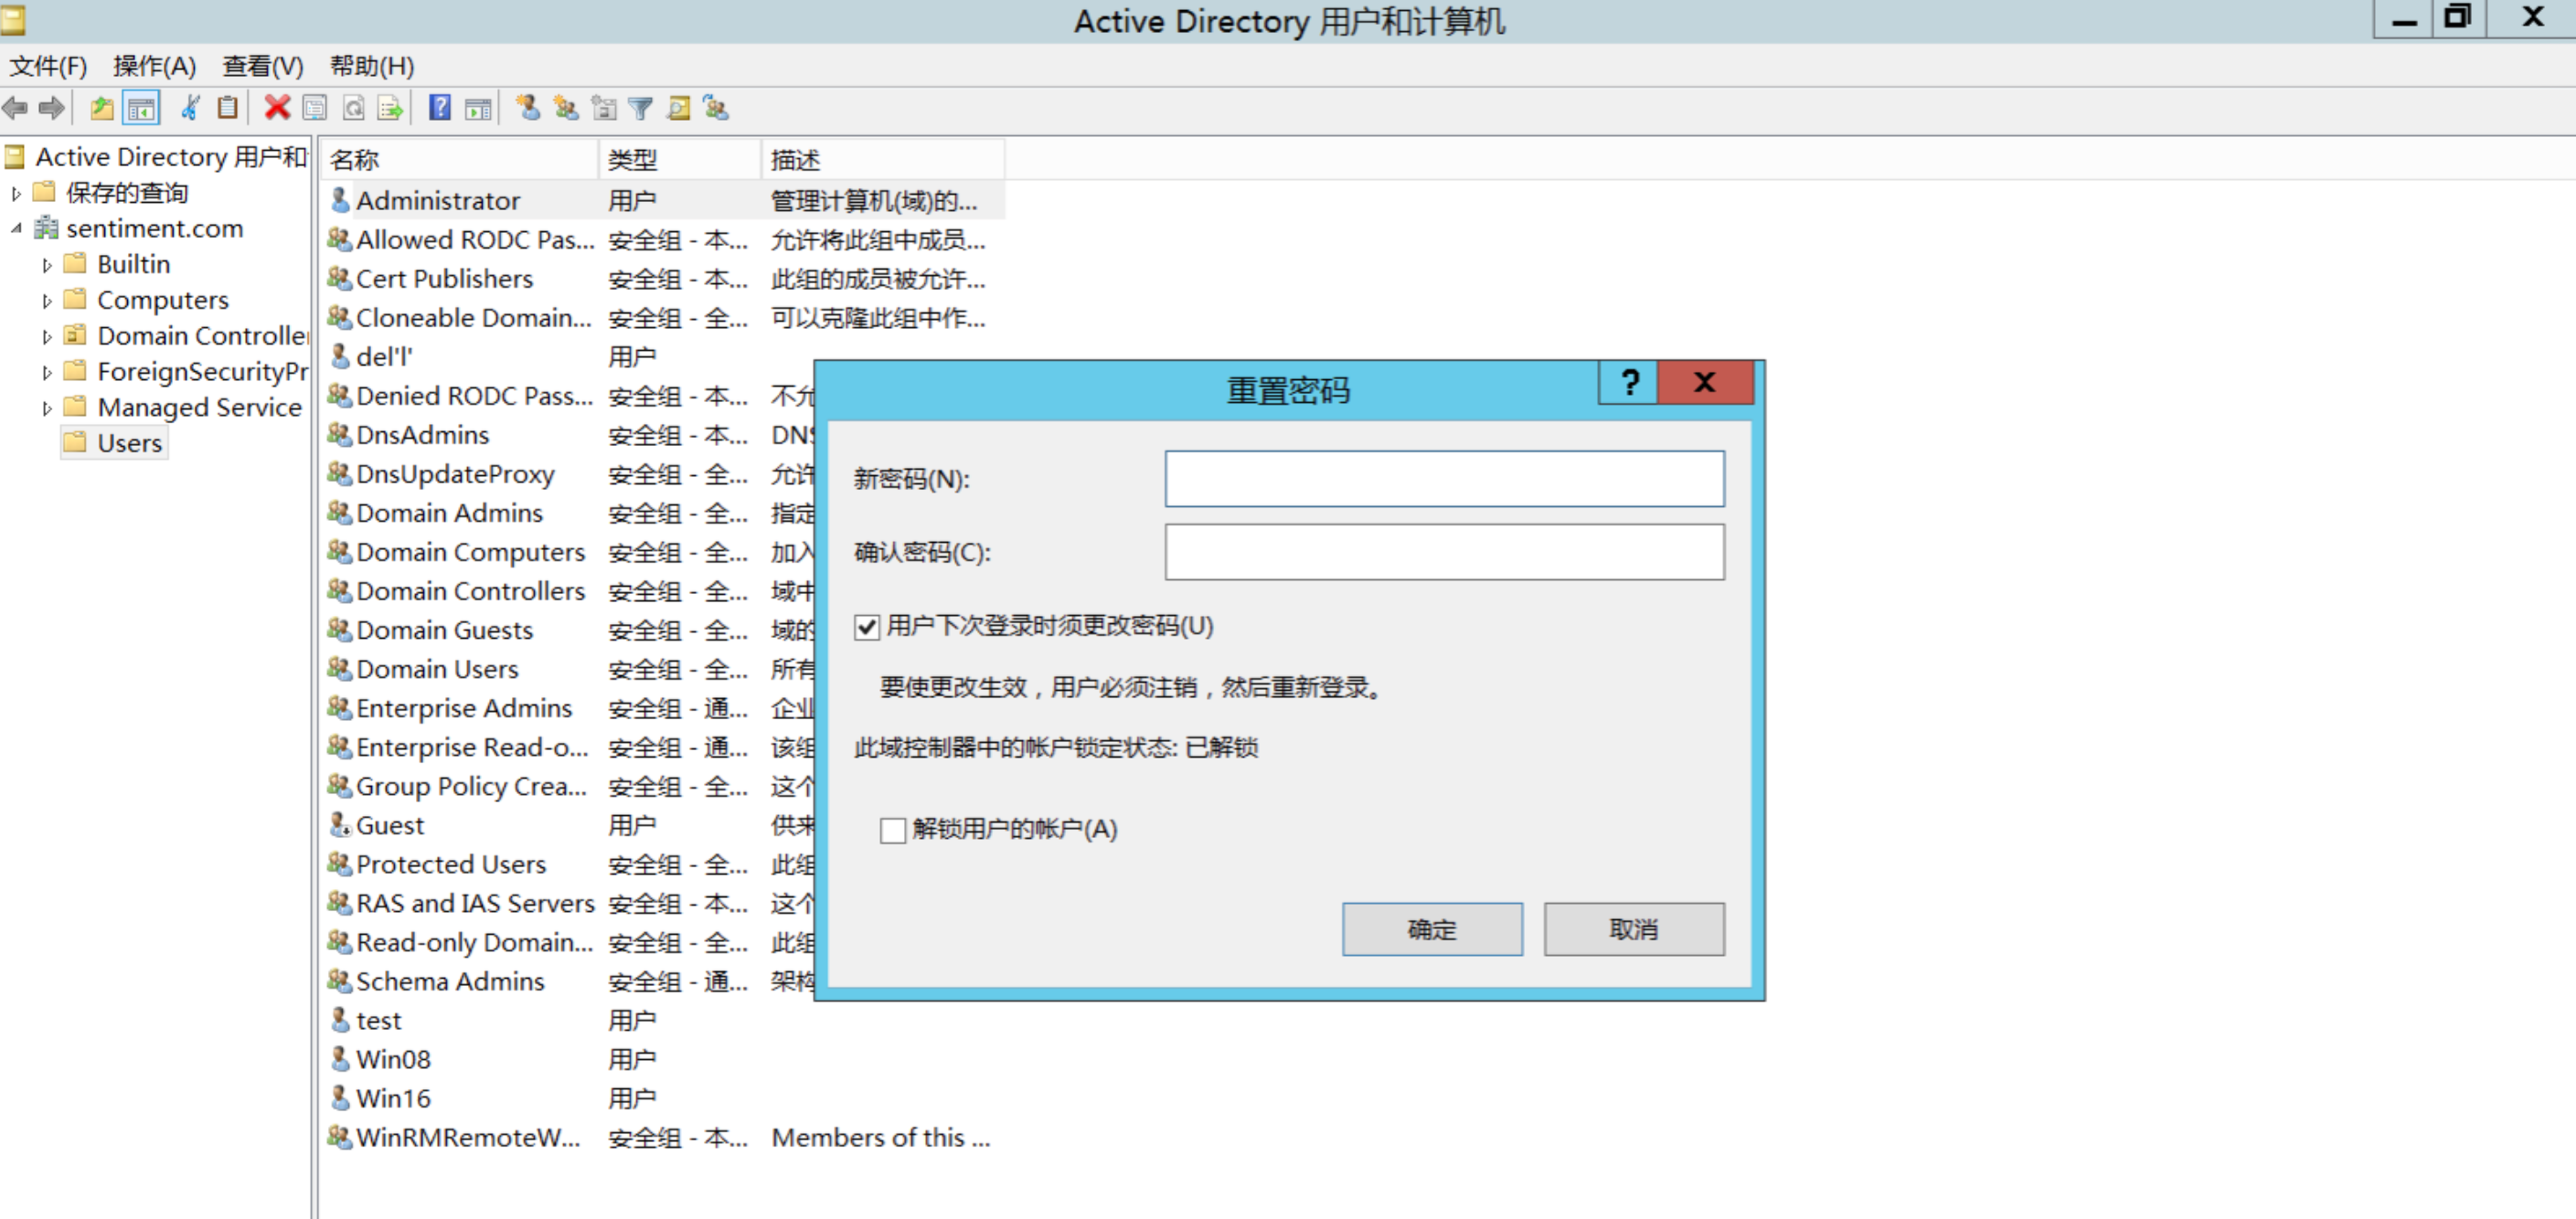 Active Directory 用户和计算机
文件(F) 操作(A) 查看(V) 帮助(H)
Active Directory 用户和
保存的查询
sentiment.com
Builtin
Computers
Domain Controller
ForeignSecurityPr
Managed Service
Users
名称 类型 描述
Administrator 用户 管理计算机(域)的...
Allowed RODC Pas... 安全组 - 本... 允许将此组中成员...
Cert Publishers 安全组 - 本... 此组的成员被允许...
Cloneable Domain... 安全组 - 全... 可以克隆此组中作...
del'l' 用户
Denied RODC Pass... 安全组 - 本... 不允
DnsAdmins 安全组 - 本... DNS
DnsUpdateProxy 安全组 - 全... 允许
Domain Admins 安全组 - 全... 指定
Domain Computers 安全组 - 全... 加入
Domain Controllers 安全组 - 全... 域中
Domain Guests 安全组 - 全... 域的
Domain Users 安全组 - 全... 所有
Enterprise Admins 安全组 - 通... 企业
Enterprise Read-o... 安全组 - 通... 该组
Group Policy Crea... 安全组 - 全... 这个
Guest 用户 供来
Protected Users 安全组 - 全... 此组
RAS and IAS Servers 安全组 - 本... 这个
Read-only Domain... 安全组 - 全... 此组
Schema Admins 安全组 - 通... 架构
test 用户
Win08 用户
Win16 用户
WinRMRemoteW... 安全组 - 本... Members of this ...
重置密码
新密码(N):
确认密码(C):
用户下次登录时须更改密码(U)
要使更改生效，用户必须注销，然后重新登录。
此域控制器中的帐户锁定状态: 已解锁
解锁用户的帐户(A)
确定 取消